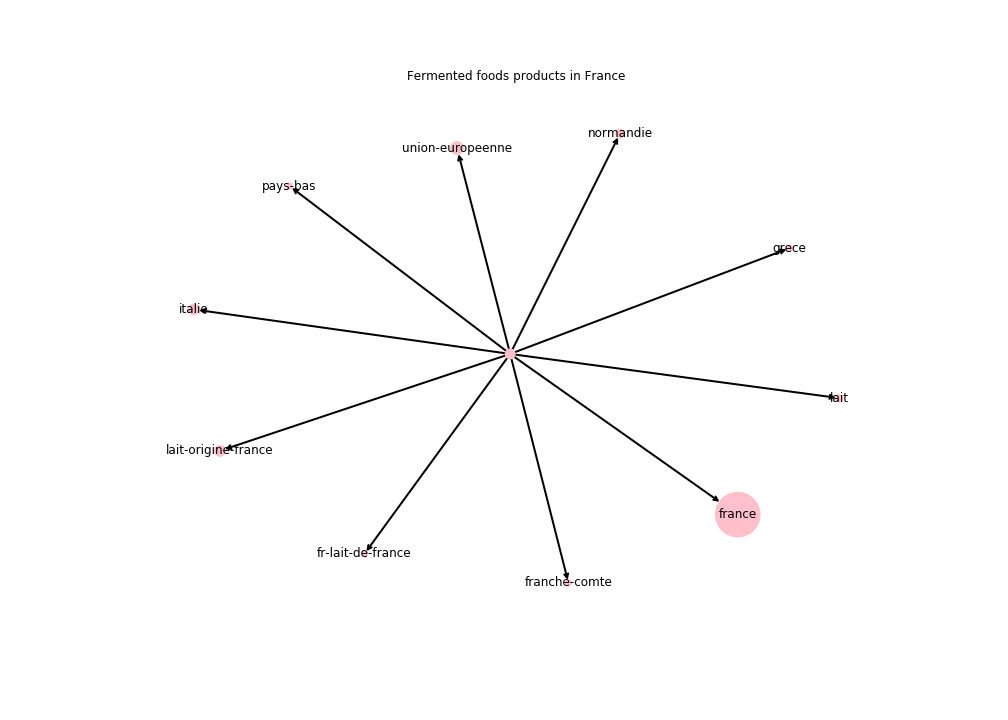 Fermented foods products in France
normandie
union-europeenne
pays-bas
grece
italie
lait
lait-origine-france
france
fr-lait-de-france
franche-comte